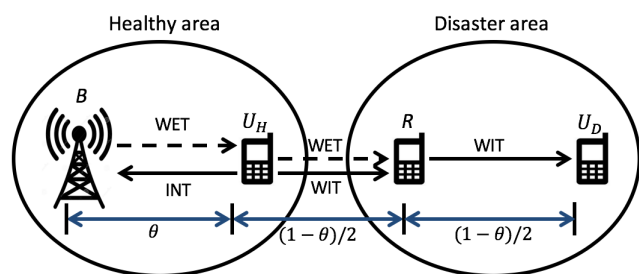 Healthy area Disaster area
B U_H R U_D
WET WET WIT
INT WIT
θ (1 − θ)/2 (1 − θ)/2